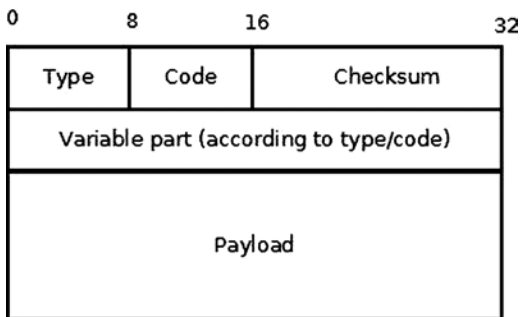 0 8 16 32
Type Code Checksum
Variable part (according to type/code)
Payload